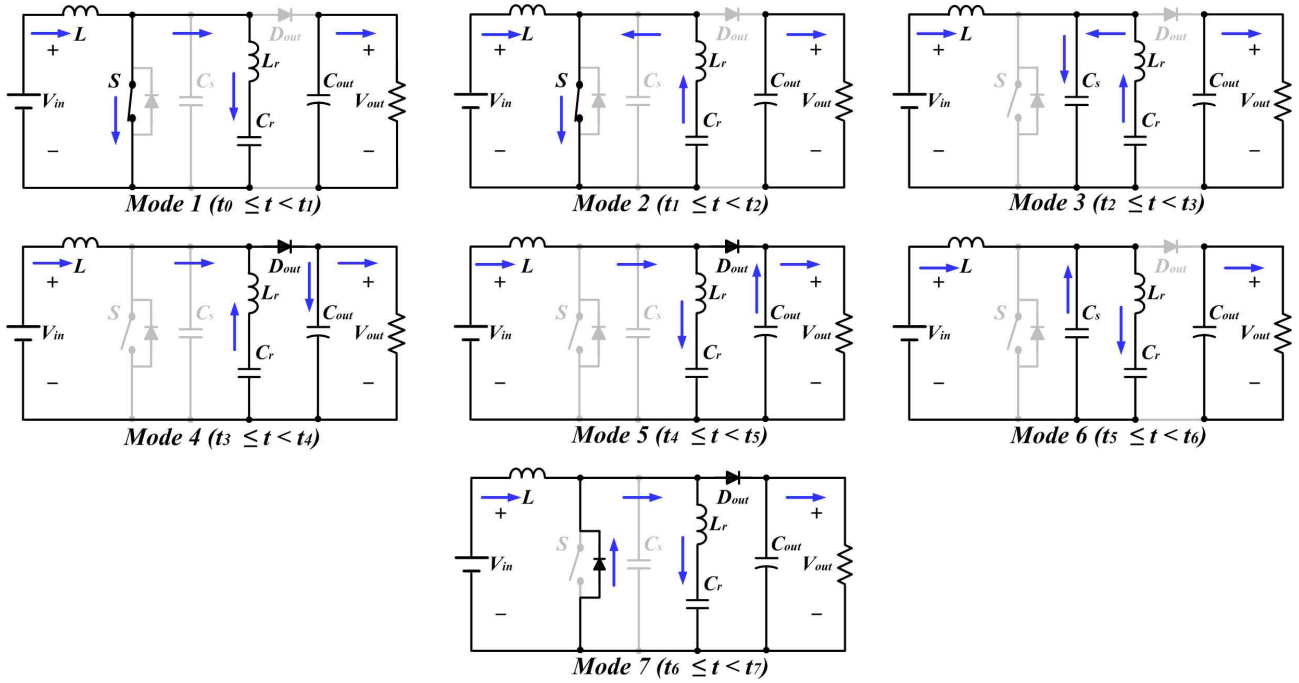 L
D_out
S
C_s
L_r
C_out
V_in
C_r
V_out
+
−
+
−
Mode 1 (t0 ≤ t < t1)
L
D_out
S
C_s
L_r
C_out
V_in
C_r
V_out
+
−
+
−
Mode 2 (t1 ≤ t < t2)
L
D_out
S
C_s
L_r
C_out
V_in
C_r
V_out
+
−
+
−
Mode 3 (t2 ≤ t < t3)
L
D_out
S
C_s
L_r
C_out
V_in
C_r
V_out
+
−
+
−
Mode 4 (t3 ≤ t < t4)
L
D_out
S
C_s
L_r
C_out
V_in
C_r
V_out
+
−
+
−
Mode 5 (t4 ≤ t < t5)
L
D_out
S
C_s
L_r
C_out
V_in
C_r
V_out
+
−
+
−
Mode 6 (t5 ≤ t < t6)
L
D_out
S
C_s
L_r
C_out
V_in
C_r
V_out
+
−
+
−
Mode 7 (t6 ≤ t < t7)